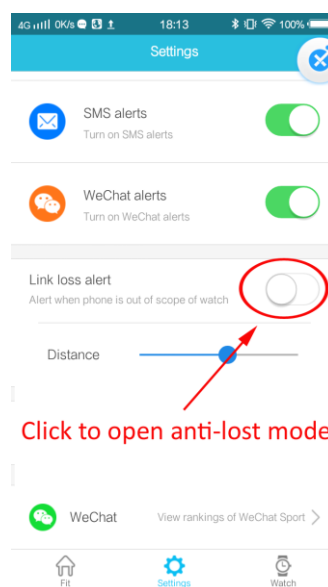 4G 0K/s 18:13 100%
Settings
SMS alerts
Turn on SMS alerts
WeChat alerts
Turn on WeChat alerts
Link loss alert
Alert when phone is out of scope of watch
Distance
Click to open anti-lost mode
WeChat View rankings of WeChat Sport
Fit Settings Watch